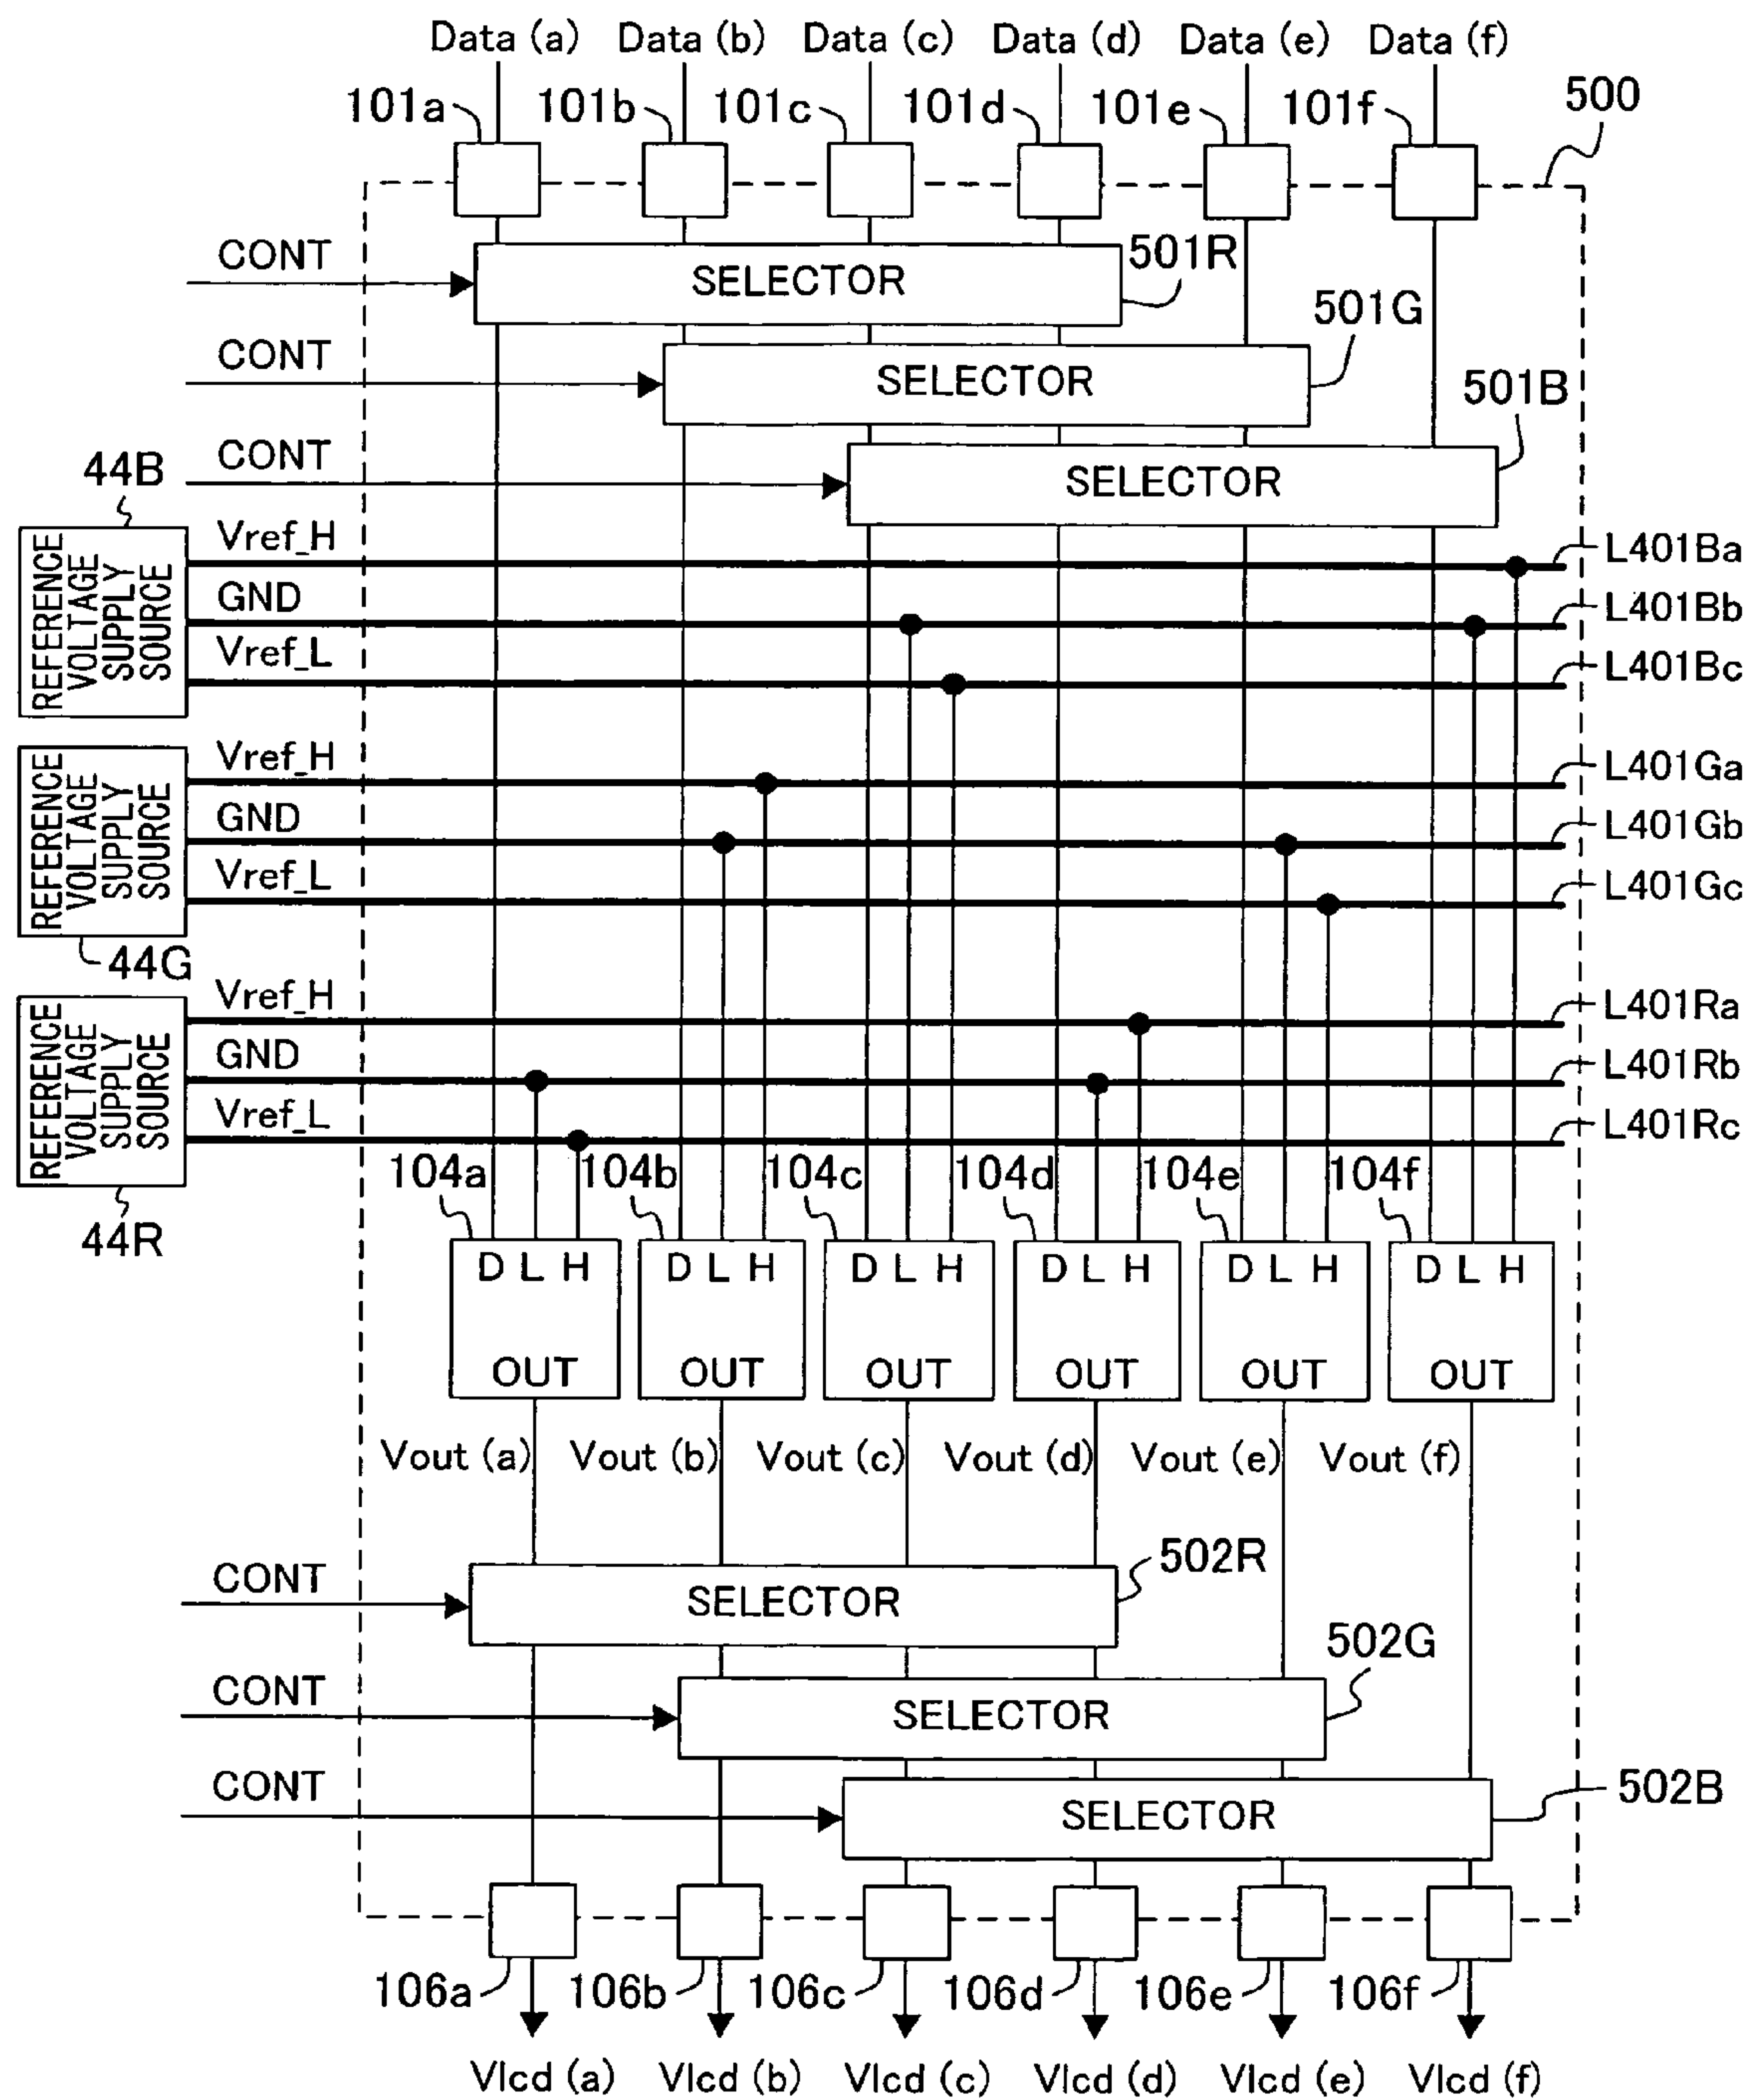 Data (a) Data (b) Data (c) Data (d) Data (e) Data (f)
101a 101b 101c 101d 101e 101f 500
CONT SELECTOR 501R
CONT SELECTOR 501G
CONT SELECTOR 501B
44B
REFERENCE
VOLTAGE
SUPPLY
SOURCE
Vref_H L401Ba
GND L401Bb
Vref_L L401Bc
REFERENCE
VOLTAGE
SUPPLY
SOURCE
44G
Vref_H L401Ga
GND L401Gb
Vref_L L401Gc
REFERENCE
VOLTAGE
SUPPLY
SOURCE
44R
Vref_H L401Ra
GND L401Rb
Vref_L L401Rc
104a 104b 104c 104d 104e 104f
D L H D L H D L H D L H D L H D L H
OUT OUT OUT OUT OUT OUT
Vout (a) Vout (b) Vout (c) Vout (d) Vout (e) Vout (f)
CONT SELECTOR 502R
CONT SELECTOR 502G
CONT SELECTOR 502B
106a 106b 106c 106d 106e 106f
Vlcd (a) Vlcd (b) Vlcd (c) Vlcd (d) Vlcd (e) Vlcd (f)